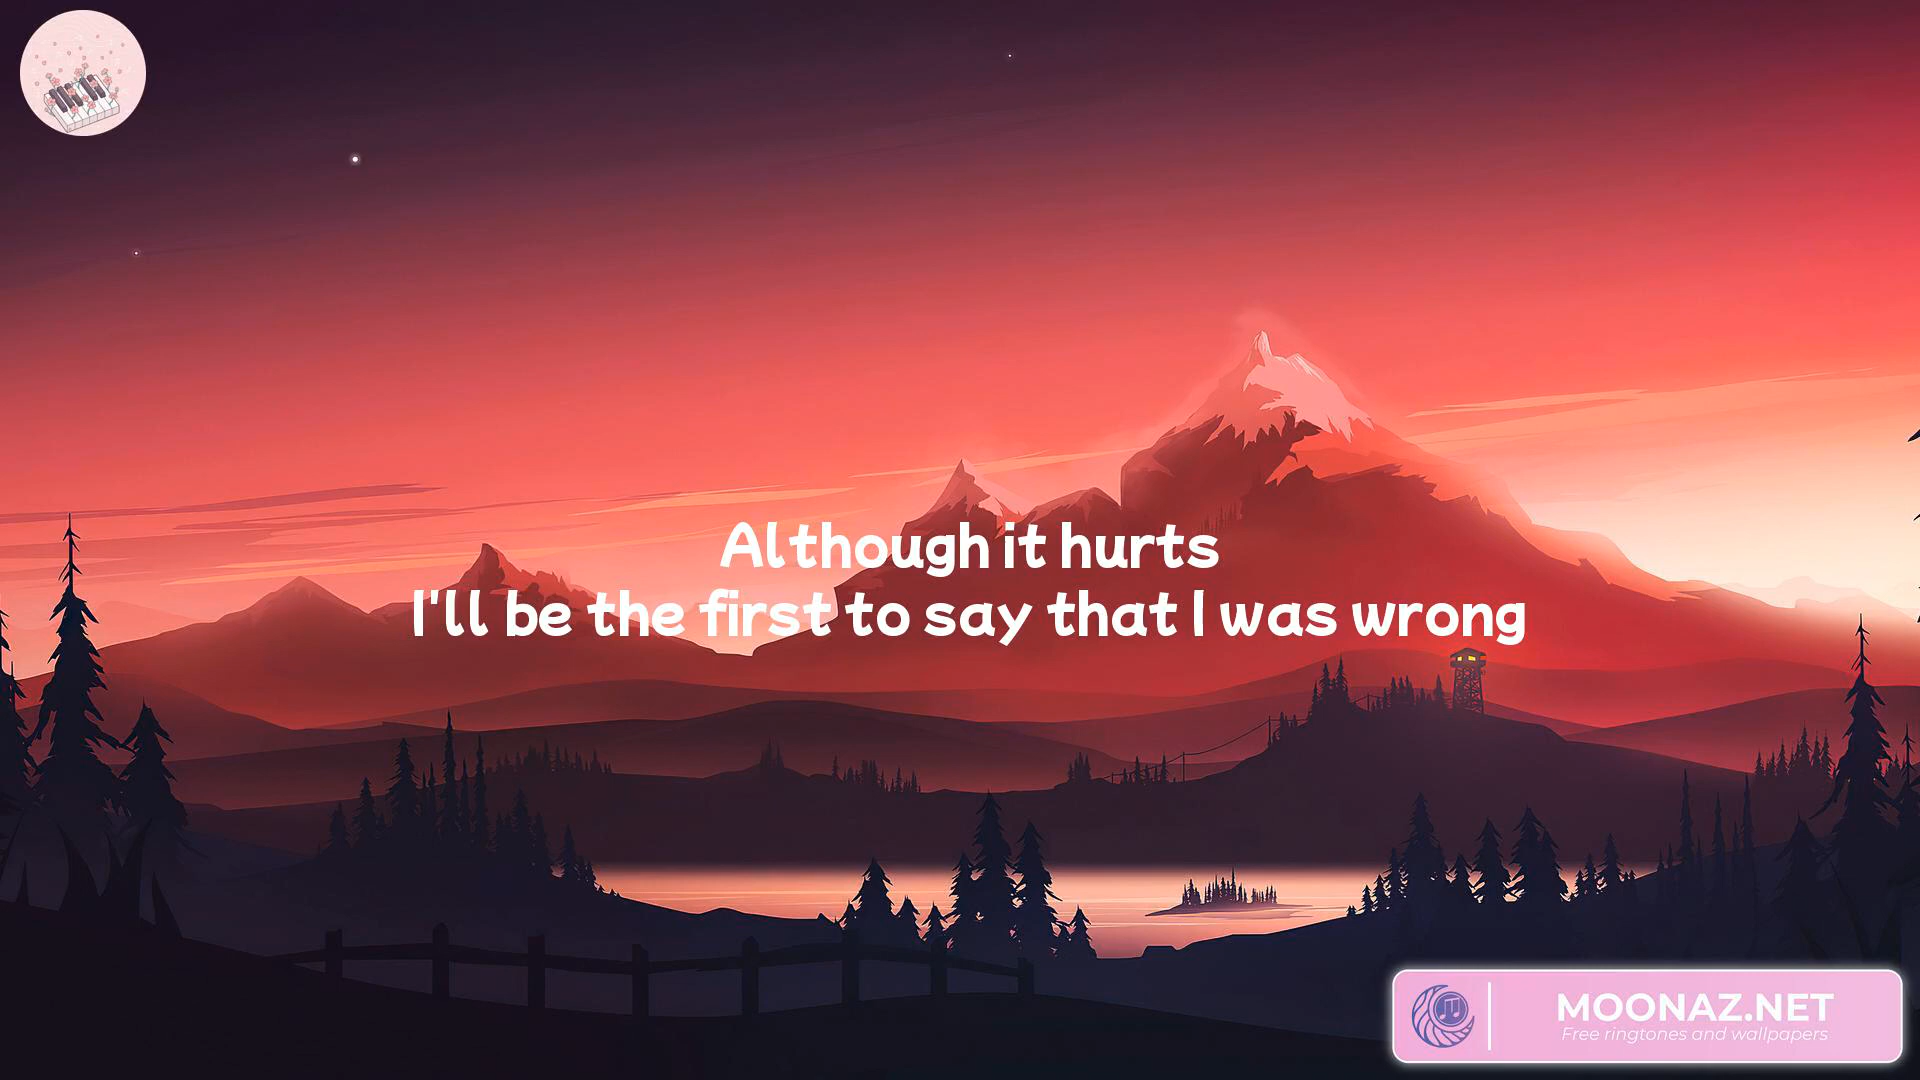 Although it hurts
I'll be the first to say that I was wrong
MOONAZ.NET
Free ringtones and wallpapers